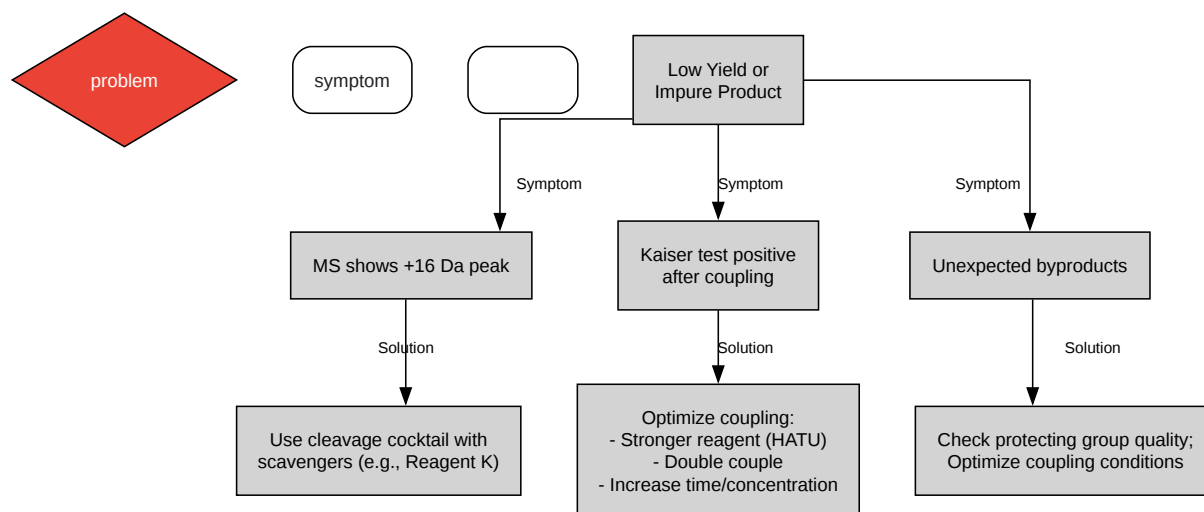 problem
symptom
Low Yield or
Impure Product
Symptom
Symptom
Symptom
MS shows +16 Da peak
Kaiser test positive
after coupling
Unexpected byproducts
Solution
Solution
Solution
Use cleavage cocktail with
scavengers (e.g., Reagent K)
Optimize coupling:
- Stronger reagent (HATU)
- Double couple
- Increase time/concentration
Check protecting group quality;
Optimize coupling conditions